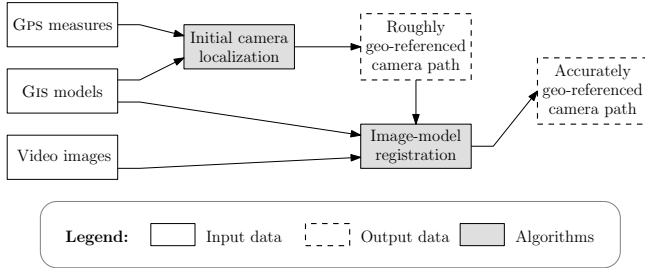 GPS measures
Initial camera
localization
Roughly
geo-referenced
camera path
GIS models
Accurately
geo-referenced
camera path
Image-model
registration
Video images
Legend:
Input data
Output data
Algorithms